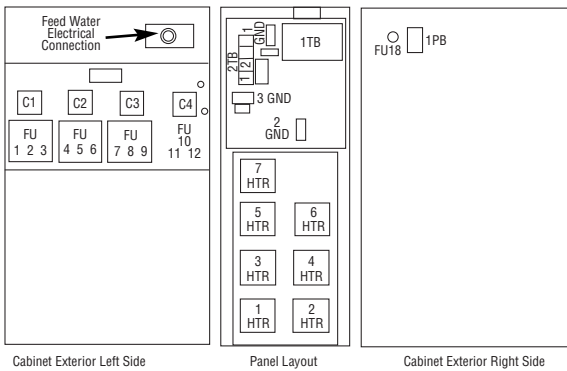 Feed Water
Electrical
Connection
C1
C2
C3
C4
FU
1 2 3
FU
4 5 6
FU
7 8 9
FU
10
11 12
Cabinet Exterior Left Side
1
GND
1TB
2TB
1 2
3 GND
2
GND
7
HTR
5
HTR
6
HTR
3
HTR
4
HTR
1
HTR
2
HTR
Panel Layout
FU18
1PB
Cabinet Exterior Right Side